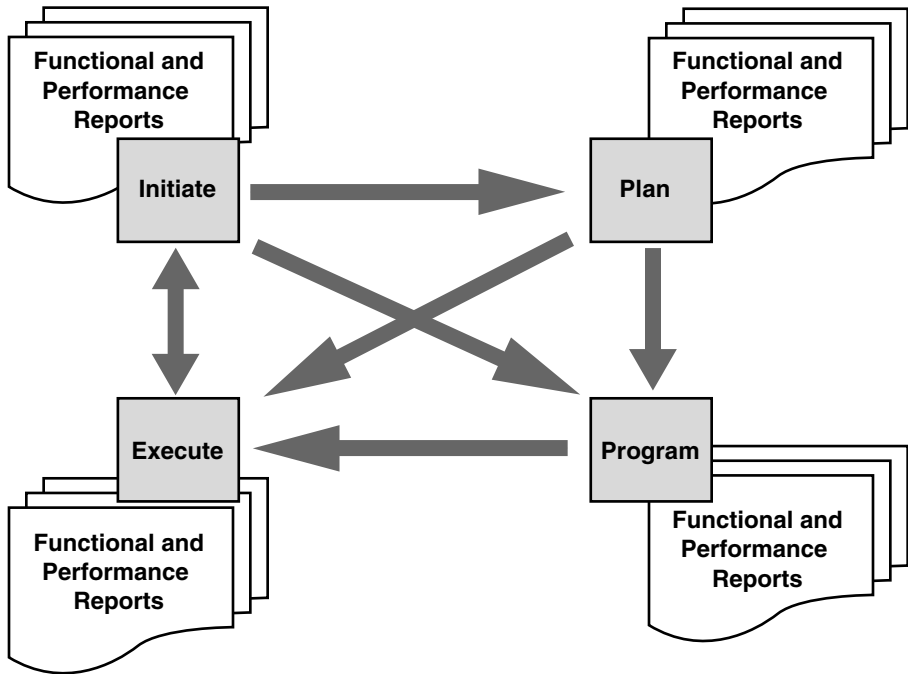 Functional and
Performance
Reports
Initiate
Functional and
Performance
Reports
Plan
Execute
Functional and
Performance
Reports
Program
Functional and
Performance
Reports